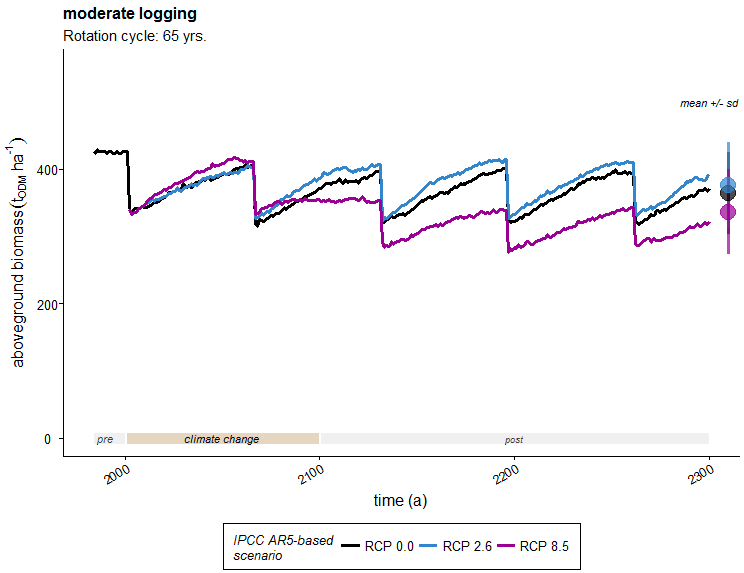 moderate logging
Rotation cycle: 65 yrs.
mean +/- sd
400
200
0
aboveground biomass (tODM ha-1)
pre
climate change
post
2000
2100
2200
2300
time (a)
IPCC AR5-based
scenario
RCP 0.0
RCP 2.6
RCP 8.5